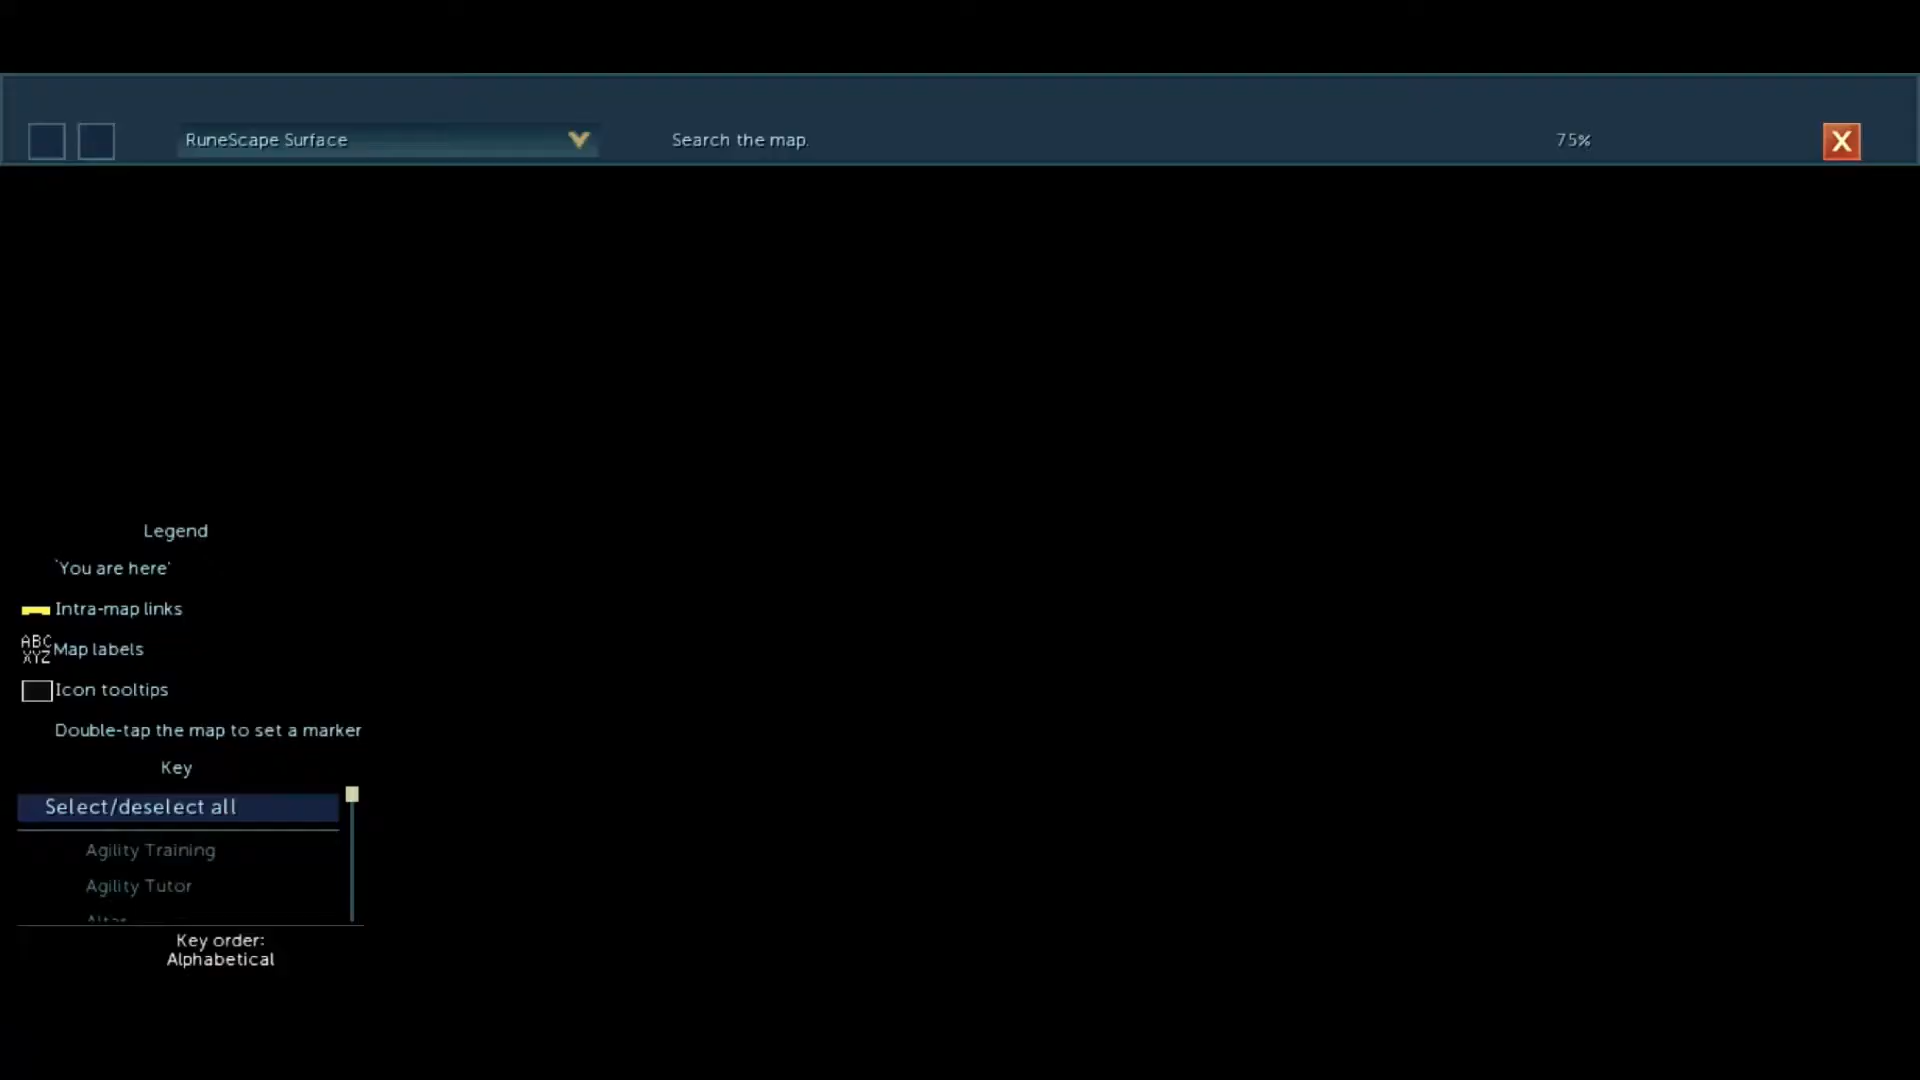 RuneScape Surface
Search the map.
75%
X
Legend
'You are here'
Intra-map links
ABC
XYZ
Map labels
Icon tooltips
Double-tap the map to set a marker
Key
Select/deselect all
Agility Training
Agility Tutor
Altar
Key order:
Alphabetical